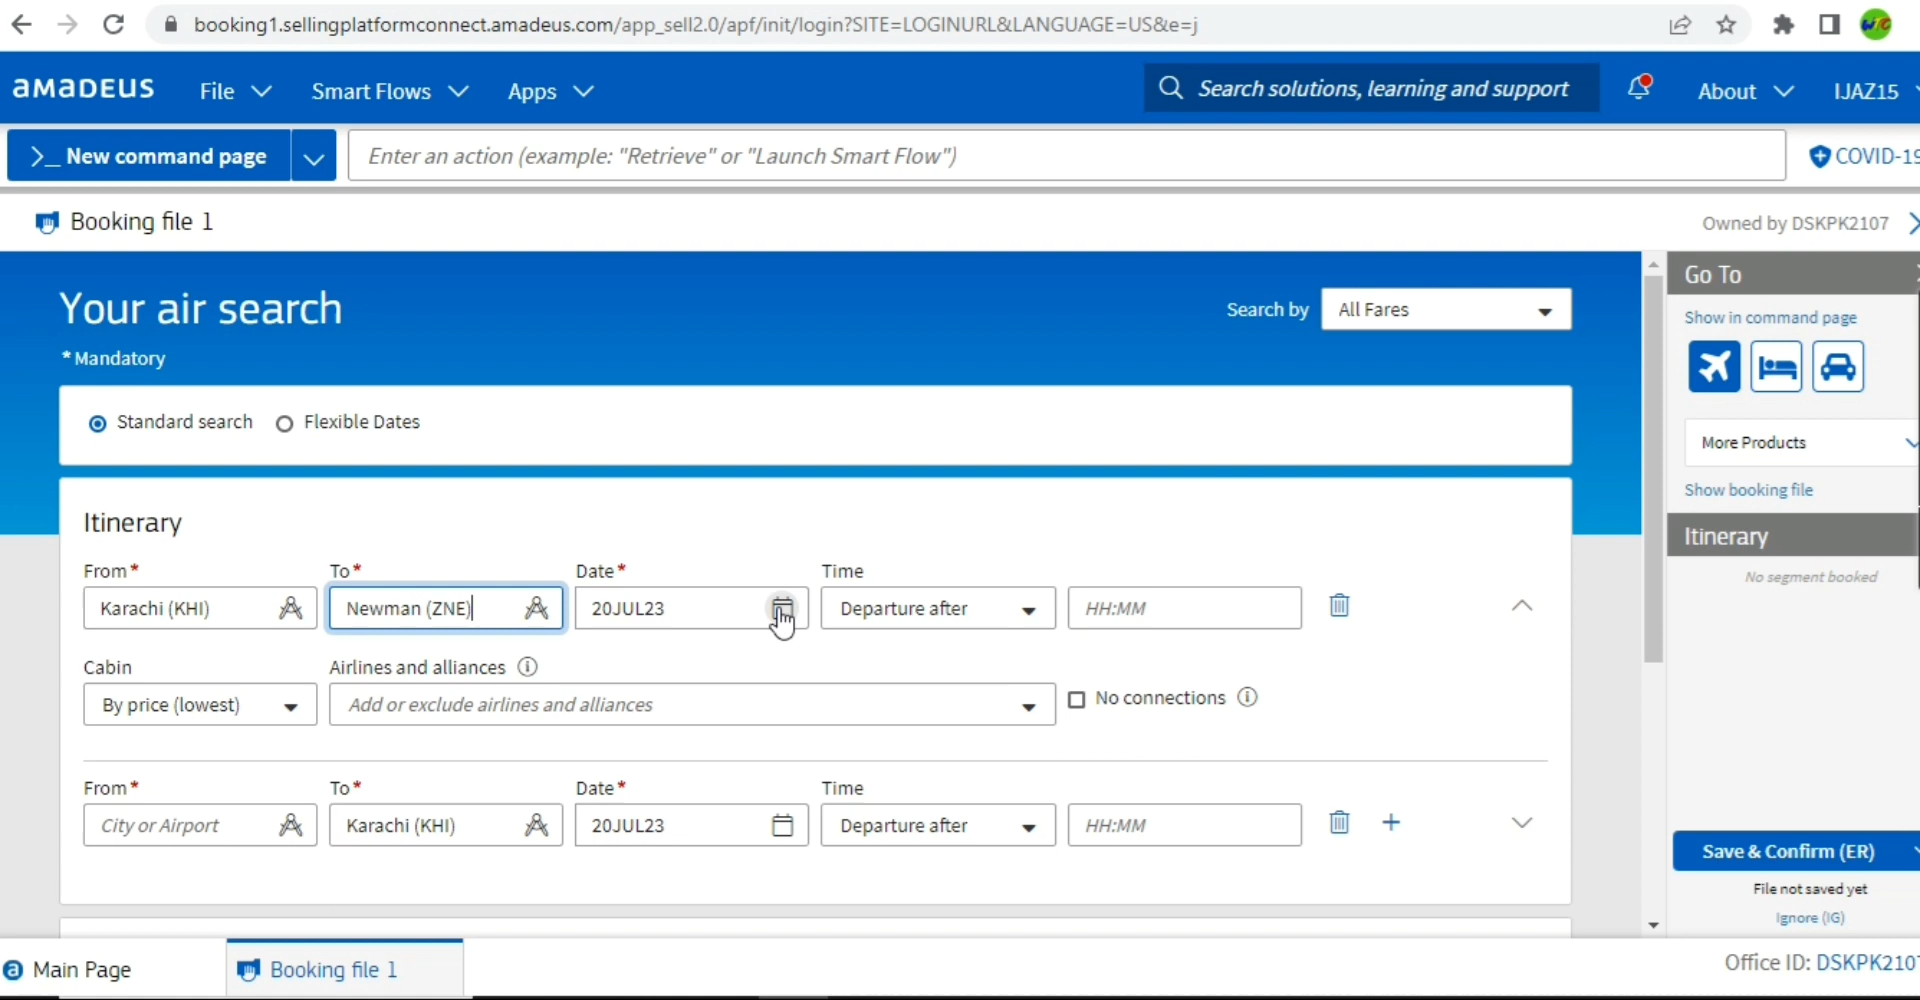 booking1.sellingplatformconnect.amadeus.com/app_sell2.0/apf/init/login?SITE=LOGINURL&LANGUAGE=US&e=j
amadeus File Smart Flows Apps Search solutions, learning and support About IJAZ15
>_ New command page Enter an action (example: "Retrieve" or "Launch Smart Flow") COVID-19
Booking file 1 Owned by DSKPK2107
Your air search Search by All Fares
* Mandatory
Standard search Flexible Dates
Itinerary
From * To * Date * Time
Karachi (KHI) Newman (ZNE) 20JUL23 Departure after HH:MM
Cabin Airlines and alliances
By price (lowest) Add or exclude airlines and alliances No connections
From * To * Date * Time
City or Airport Karachi (KHI) 20JUL23 Departure after HH:MM
Go To
Show in command page
More Products
Show booking file
Itinerary
No segment booked
Save & Confirm (ER)
File not saved yet
Ignore (IG)
Main Page Booking file 1 Office ID: DSKPK210